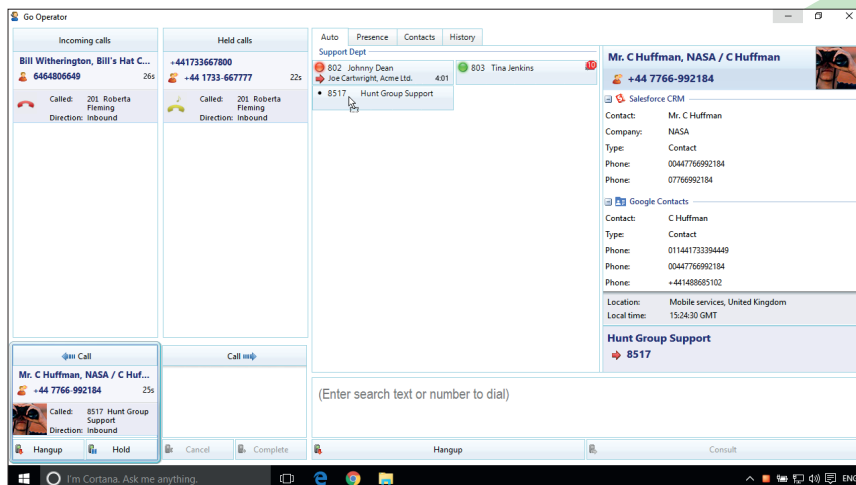 Go Operator
Incoming calls
Bill Witherington, Bill's Hat C...
6464806649 26s
Called: 201 Roberta
Fleming
Direction: Inbound
Held calls
+441733667800
+44 1733-667777 22s
Called: 201 Roberta
Fleming
Direction: Inbound
Auto Presence Contacts History
Support Dept
802 Johnny Dean
Joe Cartwright, Acme Ltd. 4:01
803 Tina Jenkins 10
8517 Hunt Group Support
Mr. C Huffman, NASA / C Huffman
+44 7766-992184
Salesforce CRM
Contact: Mr. C Huffman
Company: NASA
Type: Contact
Phone: 00447766992184
Phone: 07766992184
Google Contacts
Contact: C Huffman
Type: Contact
Phone: 011441733394449
Phone: 00447766992184
Phone: +441488685102
Location: Mobile services, United Kingdom
Local time: 15:24:30 GMT
Hunt Group Support
8517
Call
Mr. C Huffman, NASA / C Huf...
+44 7766-992184 25s
Called: 8517 Hunt Group
Support
Direction: Inbound
Hangup Hold
Call
Cancel Complete
(Enter search text or number to dial)
Hangup Consult
I'm Cortana. Ask me anything.
ENG